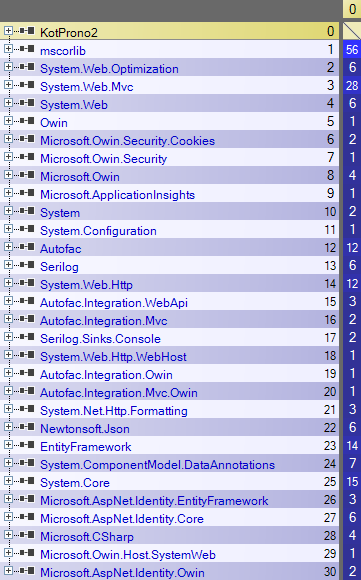 0
KotProno2 0
mscorlib 1 56
System.Web.Optimization 2 6
System.Web.Mvc 3 28
System.Web 4 6
Owin 5 1
Microsoft.Owin.Security.Cookies 6 2
Microsoft.Owin.Security 7 1
Microsoft.Owin 8 4
Microsoft.ApplicationInsights 9 1
System 10 2
System.Configuration 11 1
Autofac 12 12
Serilog 13 6
System.Web.Http 14 12
Autofac.Integration.WebApi 15 3
Autofac.Integration.Mvc 16 2
Serilog.Sinks.Console 17 2
System.Web.Http.WebHost 18 1
Autofac.Integration.Owin 19 1
Autofac.Integration.Mvc.Owin 20 1
System.Net.Http.Formatting 21 3
Newtonsoft.Json 22 6
EntityFramework 23 14
System.ComponentModel.DataAnnotations 24 7
System.Core 25 15
Microsoft.AspNet.Identity.EntityFramework 26 3
Microsoft.AspNet.Identity.Core 27 6
Microsoft.CSharp 28 4
Microsoft.Owin.Host.SystemWeb 29 1
Microsoft.AspNet.Identity.Owin 30 2